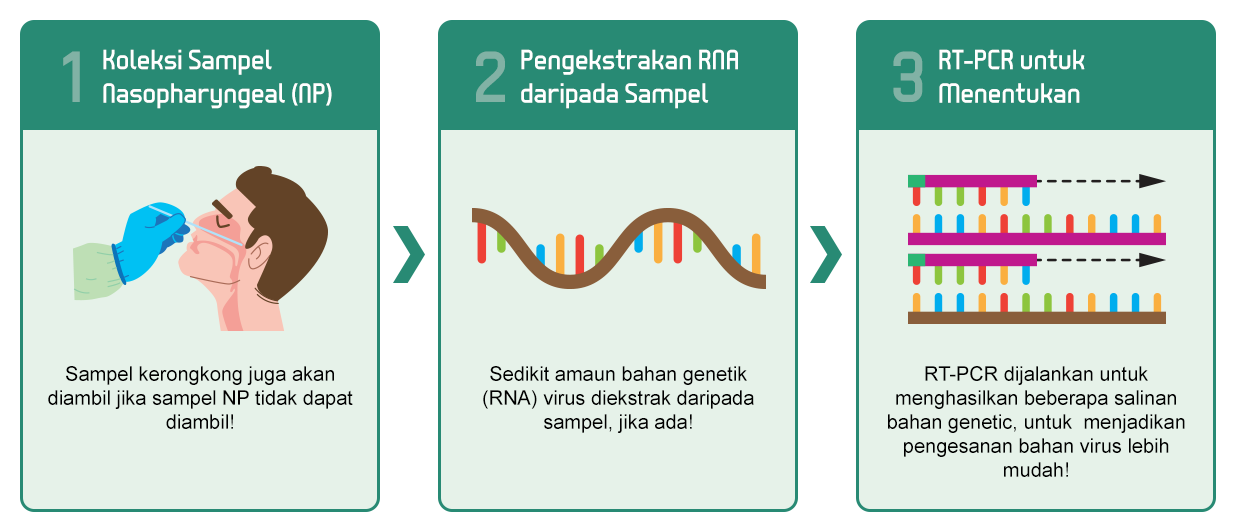 1
Koleksi Sampel
Nasopharyngeal (NP)
Sampel kerongkong juga akan
diambil jika sampel NP tidak dapat
diambil!
2
Pengekstrakan RNA
daripada Sampel
Sedikit amaun bahan genetik
(RNA) virus diekstrak daripada
sampel, jika ada!
3
RT-PCR untuk
Menentukan
RT-PCR dijalankan untuk
menghasilkan beberapa salinan
bahan genetic, untuk  menjadikan
pengesanan bahan virus lebih
mudah!